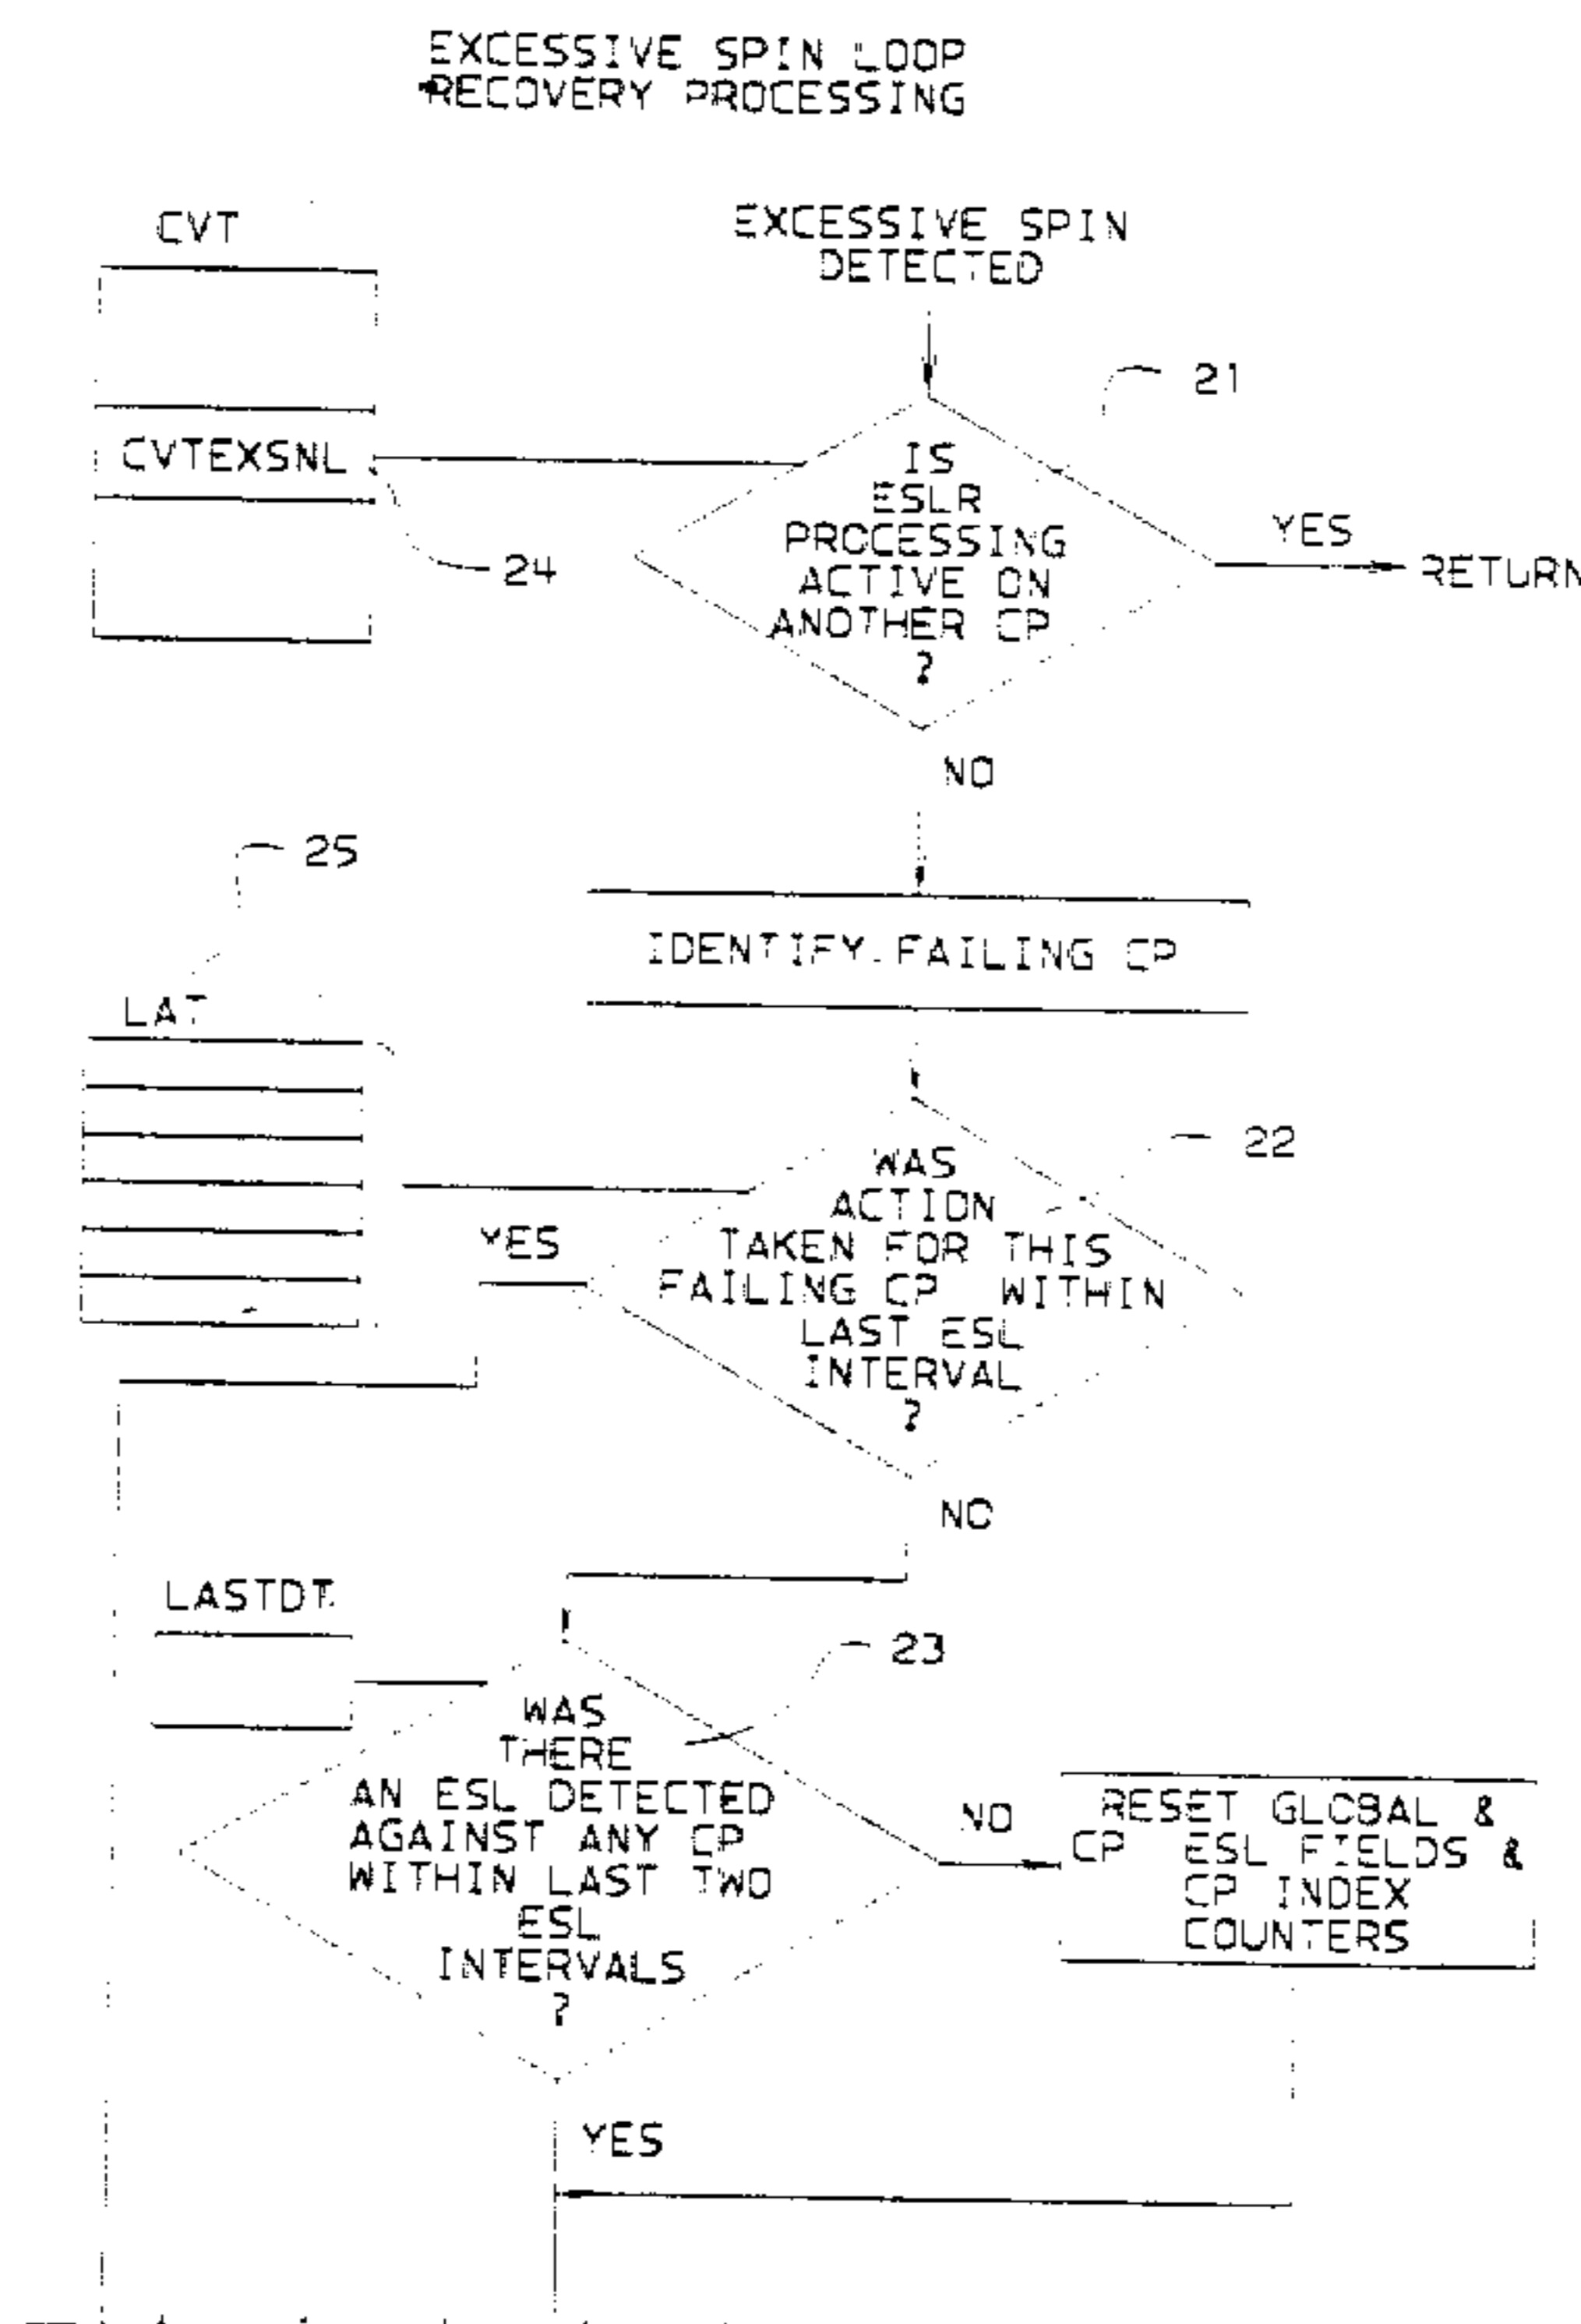 EXCESSIVE SPIN LOOP
RECOVERY PROCESSING
CVT
EXCESSIVE SPIN
DETECTED
21
CVTEXSNL
IS
ESLR
PROCESSING
ACTIVE ON
ANOTHER CP
?
YES
RETURN
24
NO
25
IDENTIFY FAILING CP
LAT
22
WAS
ACTION
TAKEN FOR THIS
FAILING CP WITHIN
LAST ESL
INTERVAL
?
YES
NO
LASTDT
23
WAS
THERE
AN ESL DETECTED
AGAINST ANY CP
WITHIN LAST TWO
ESL
INTERVALS
?
NO
RESET GLOBAL &
CP ESL FIELDS &
CP INDEX
COUNTERS
YES